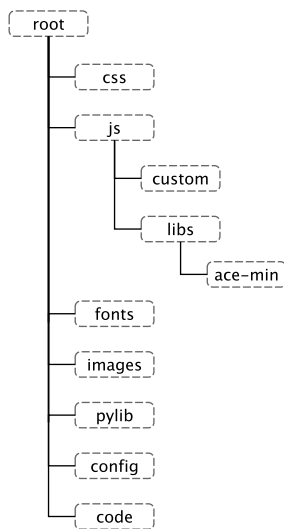 root
css
js
custom
libs
ace-min
fonts
images
pylib
config
code